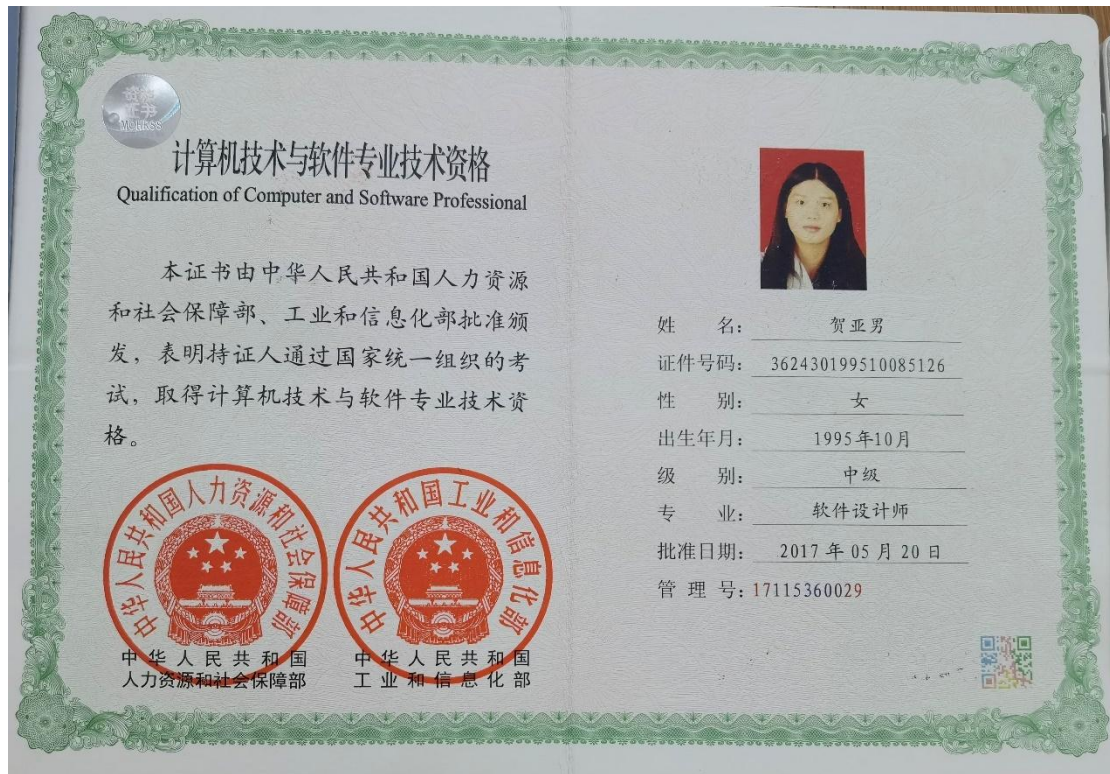 资格
证书
MOHRSS
计算机技术与软件专业技术资格
Qualification of Computer and Software Professional
本证书由中华人民共和国人力资源
和社会保障部、工业和信息化部批准颁
发，表明持证人通过国家统一组织的考
试，取得计算机技术与软件专业技术资
格。
中华人民共和国人力资源和社会保障部
中华人民共和国工业和信息化部
中华人民共和国
人力资源和社会保障部
中华人民共和国
工业和信息化部
姓 名： 贺亚男
证件号码： 362430199510085126
性 别： 女
出生年月： 1995年10月
级 别： 中级
专 业： 软件设计师
批准日期： 2017 年 05 月 20 日
管 理 号：17115360029